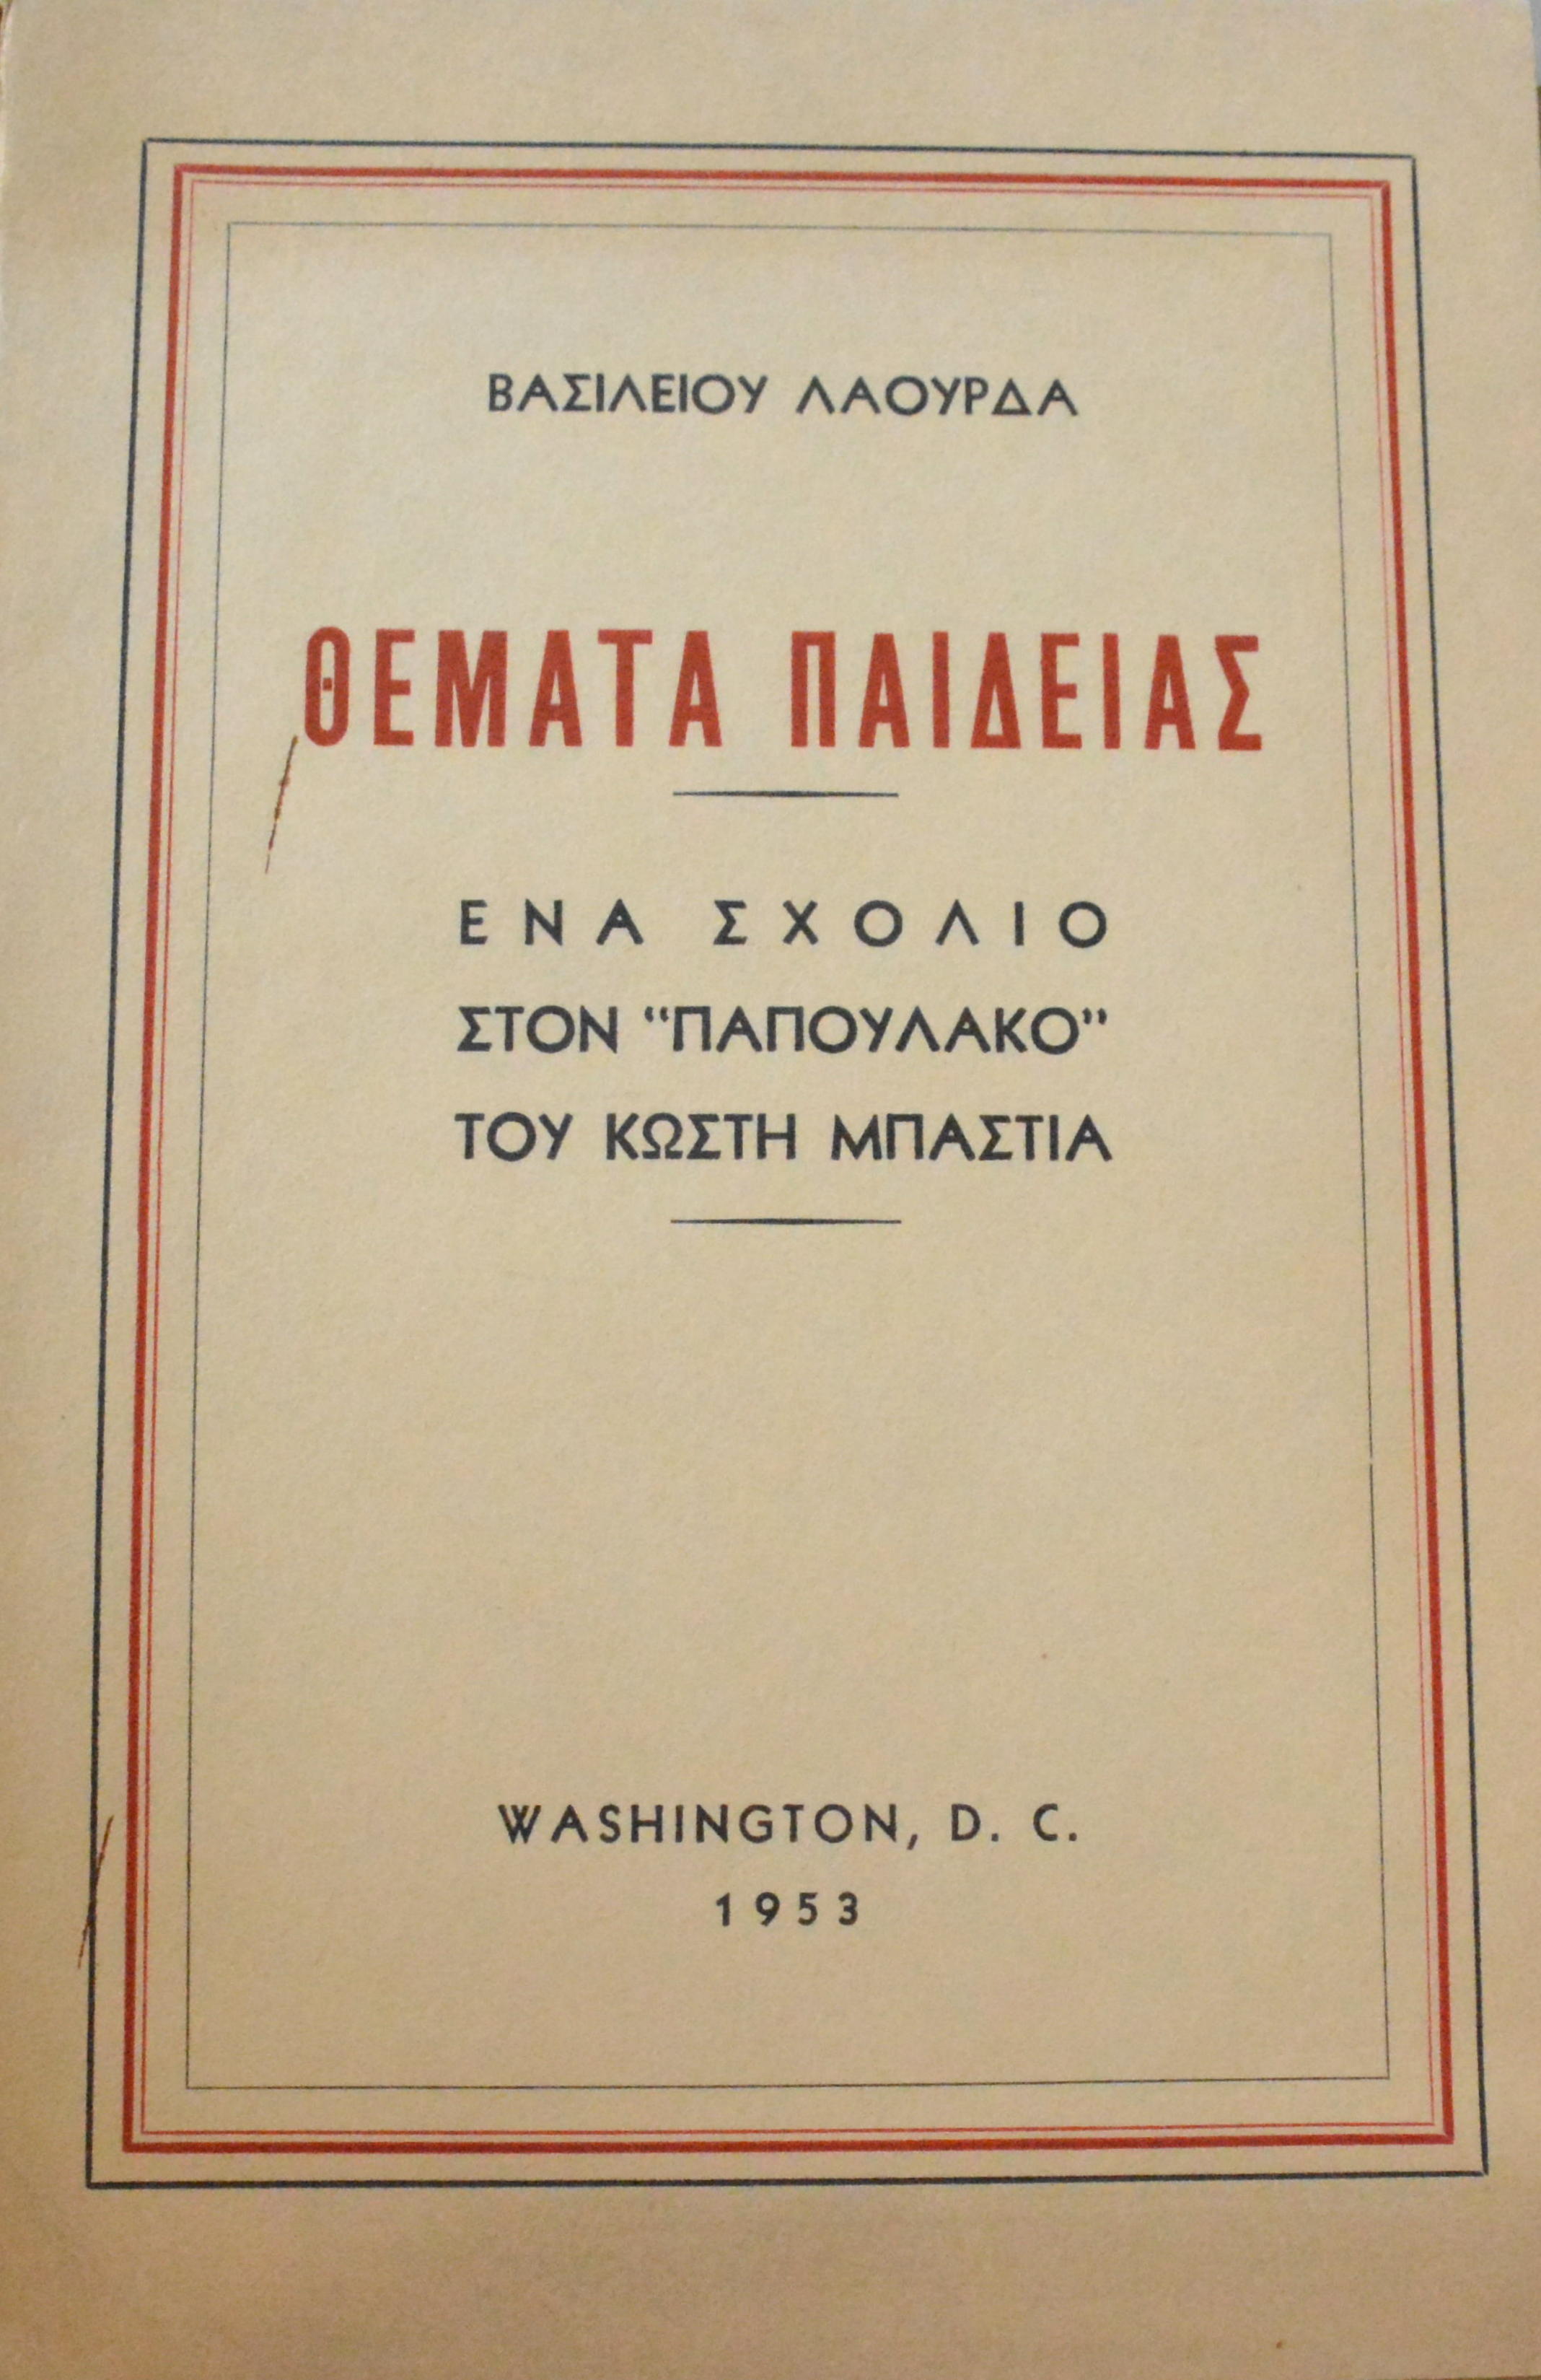 ΒΑΣΙΛΕΙΟΥ ΛΑΟΥΡΔΑ
ΘΕΜΑΤΑ ΠΑΙΔΕΙΑΣ
ΕΝΑ ΣΧΟΛΙΟ
ΣΤΟΝ “ΠΑΠΟΥΛΑΚΟ”
ΤΟΥ ΚΩΣΤΗ ΜΠΑΣΤΙΑ
WASHINGTON, D. C.
1953